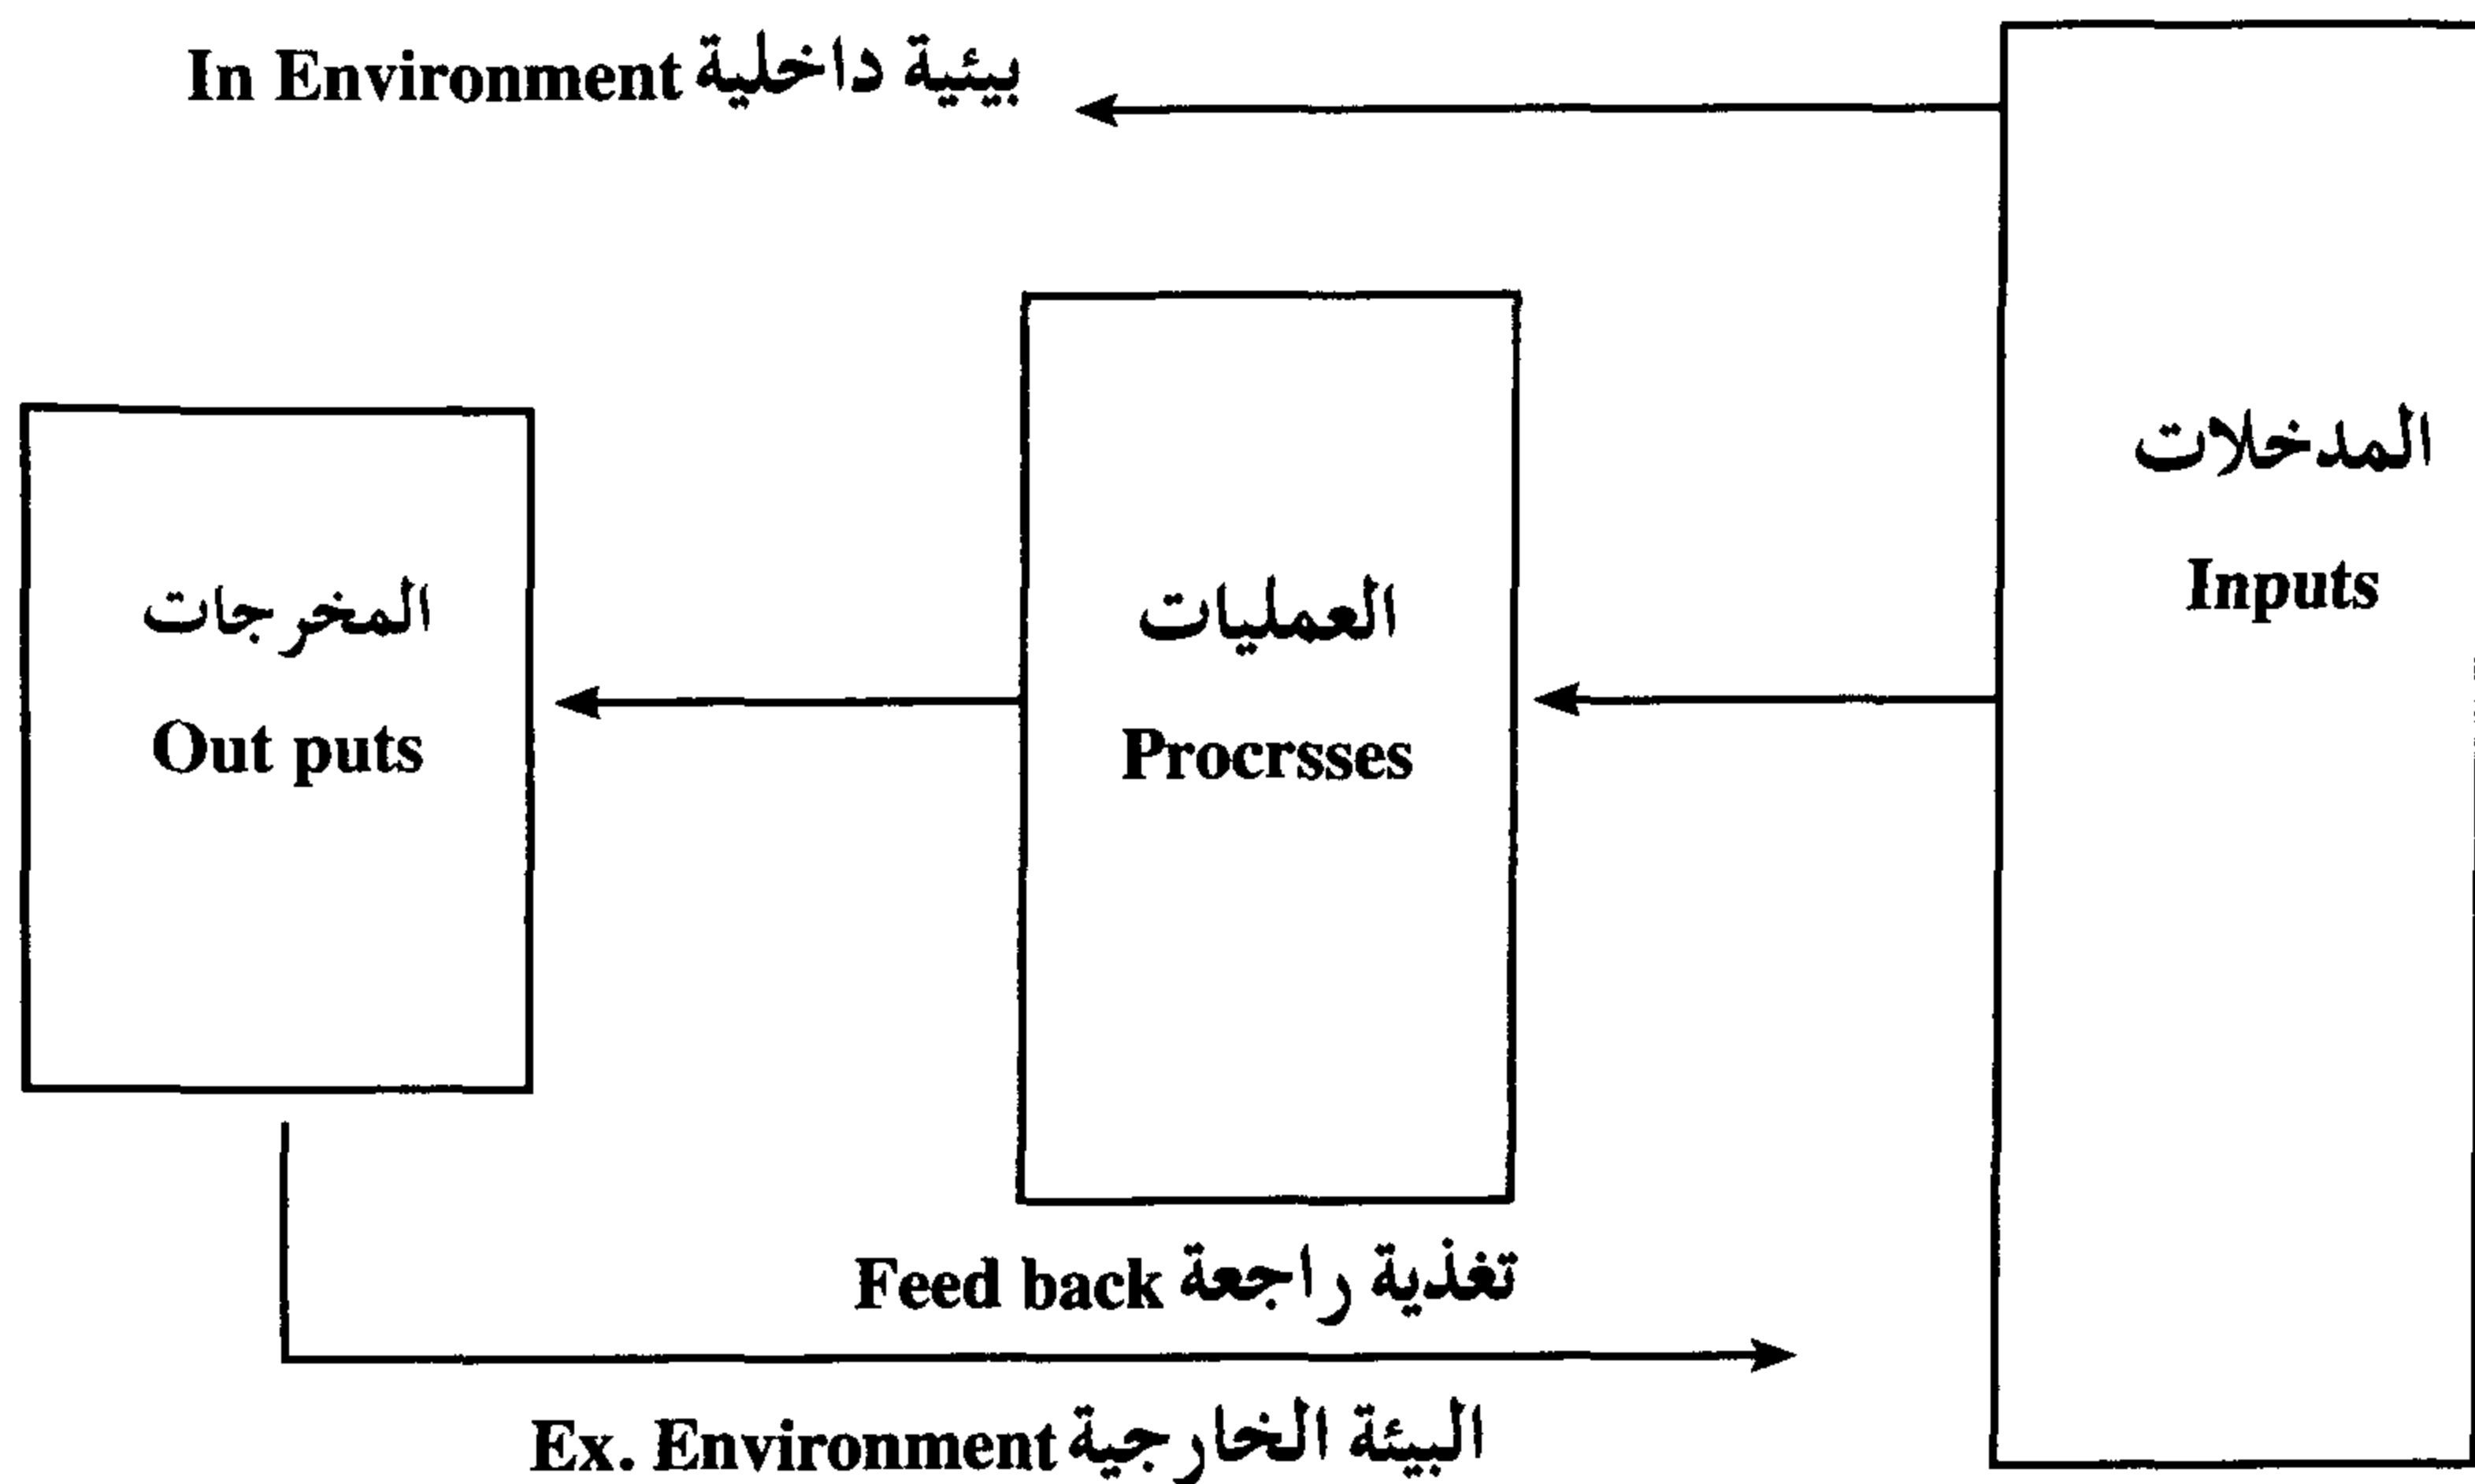 In Environment بيئية داخلية
المدخلات
Inputs
العمليات
Procrsses
المخرجات
Out puts
Feed back تغذية راجعة
Ex. Environment البيئة الخارجية